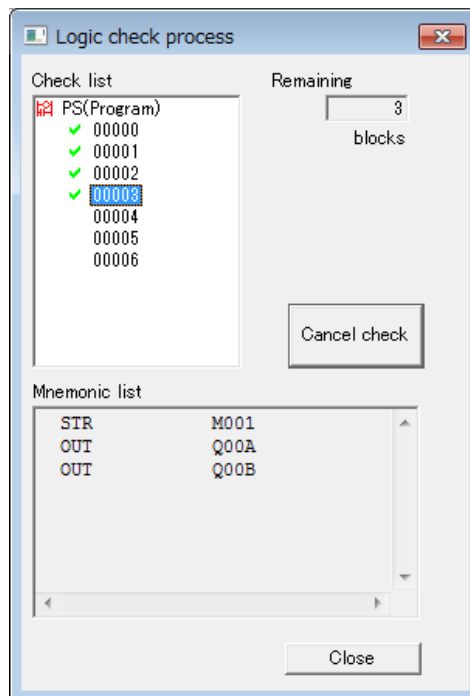 Logic check process
Check list
PS(Program)
00000
00001
00002
00003
00004
00005
00006
Remaining
3
blocks
Cancel check
Mnemonic list
STR M001
OUT Q00A
OUT Q00B
Close